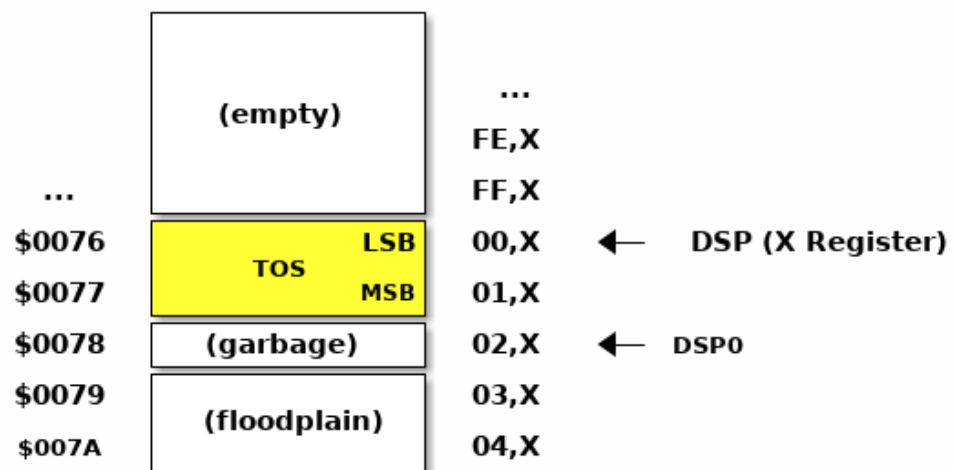 ...
(empty)
FE,X
... FF,X
$0076 LSB 00,X DSP (X Register)
TOS
$0077 MSB 01,X
$0078 (garbage) 02,X DSP0
$0079 03,X
(floodplain)
$007A 04,X